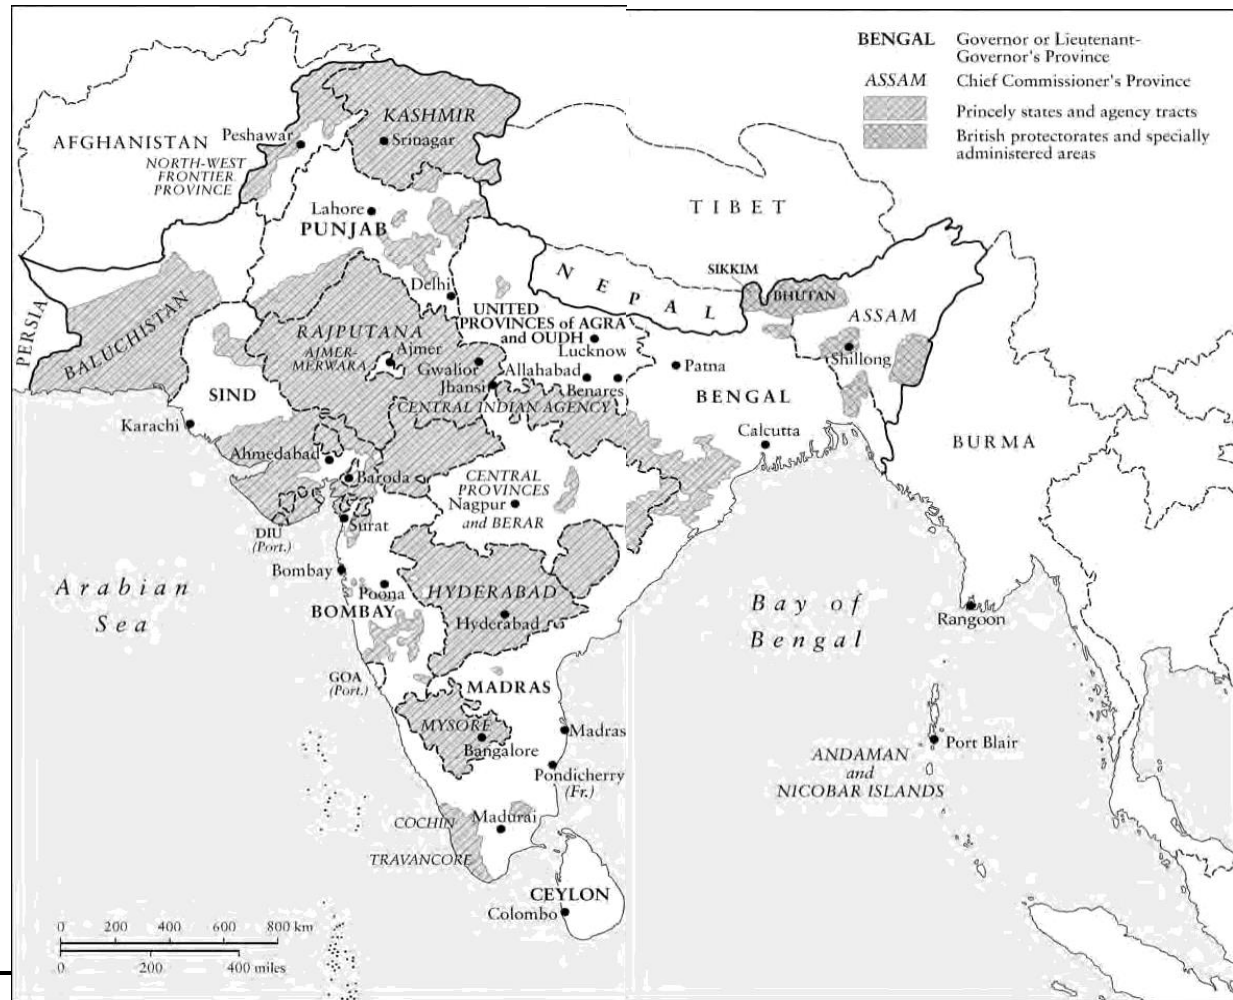 BENGAL Governor or Lieutenant-
Governor's Province
ASSAM Chief Commissioner's Province
Princely states and agency tracts
British protectorates and specially
administered areas
AFGHANISTAN
Peshawar
NORTH-WEST
FRONTIER
PROVINCE
KASHMIR
Srinagar
Lahore
PUNJAB
TIBET
NEPAL
SIKKIM
BHUTAN
ASSAM
Shillong
PERSIA
BALUCHISTAN
Delhi
UNITED
PROVINCES of AGRA
and OUDH
Lucknow
RAJPUTANA
AJMER-
MERWARA
Ajmer
Gwalior
Jhansi
Allahabad
Benares
Patna
SIND
CENTRAL INDIAN AGENCY
BENGAL
Karachi
Calcutta
BURMA
Ahmedabad
Baroda
CENTRAL
PROVINCES
Nagpur
and BERAR
Surat
DIU
(Port.)
Bombay
Poona
BOMBAY
HYDERABAD
Hyderabad
Arabian
Sea
Bay of
Bengal
Rangoon
GOA
(Port.)
MADRAS
MYSORE
Bangalore
Madras
Pondicherry
(Fr.)
Port Blair
ANDAMAN
and
NICOBAR ISLANDS
COCHIN
Madurai
TRAVANCORE
CEYLON
Colombo
0 200 400 600 800 km
0 200 400 miles